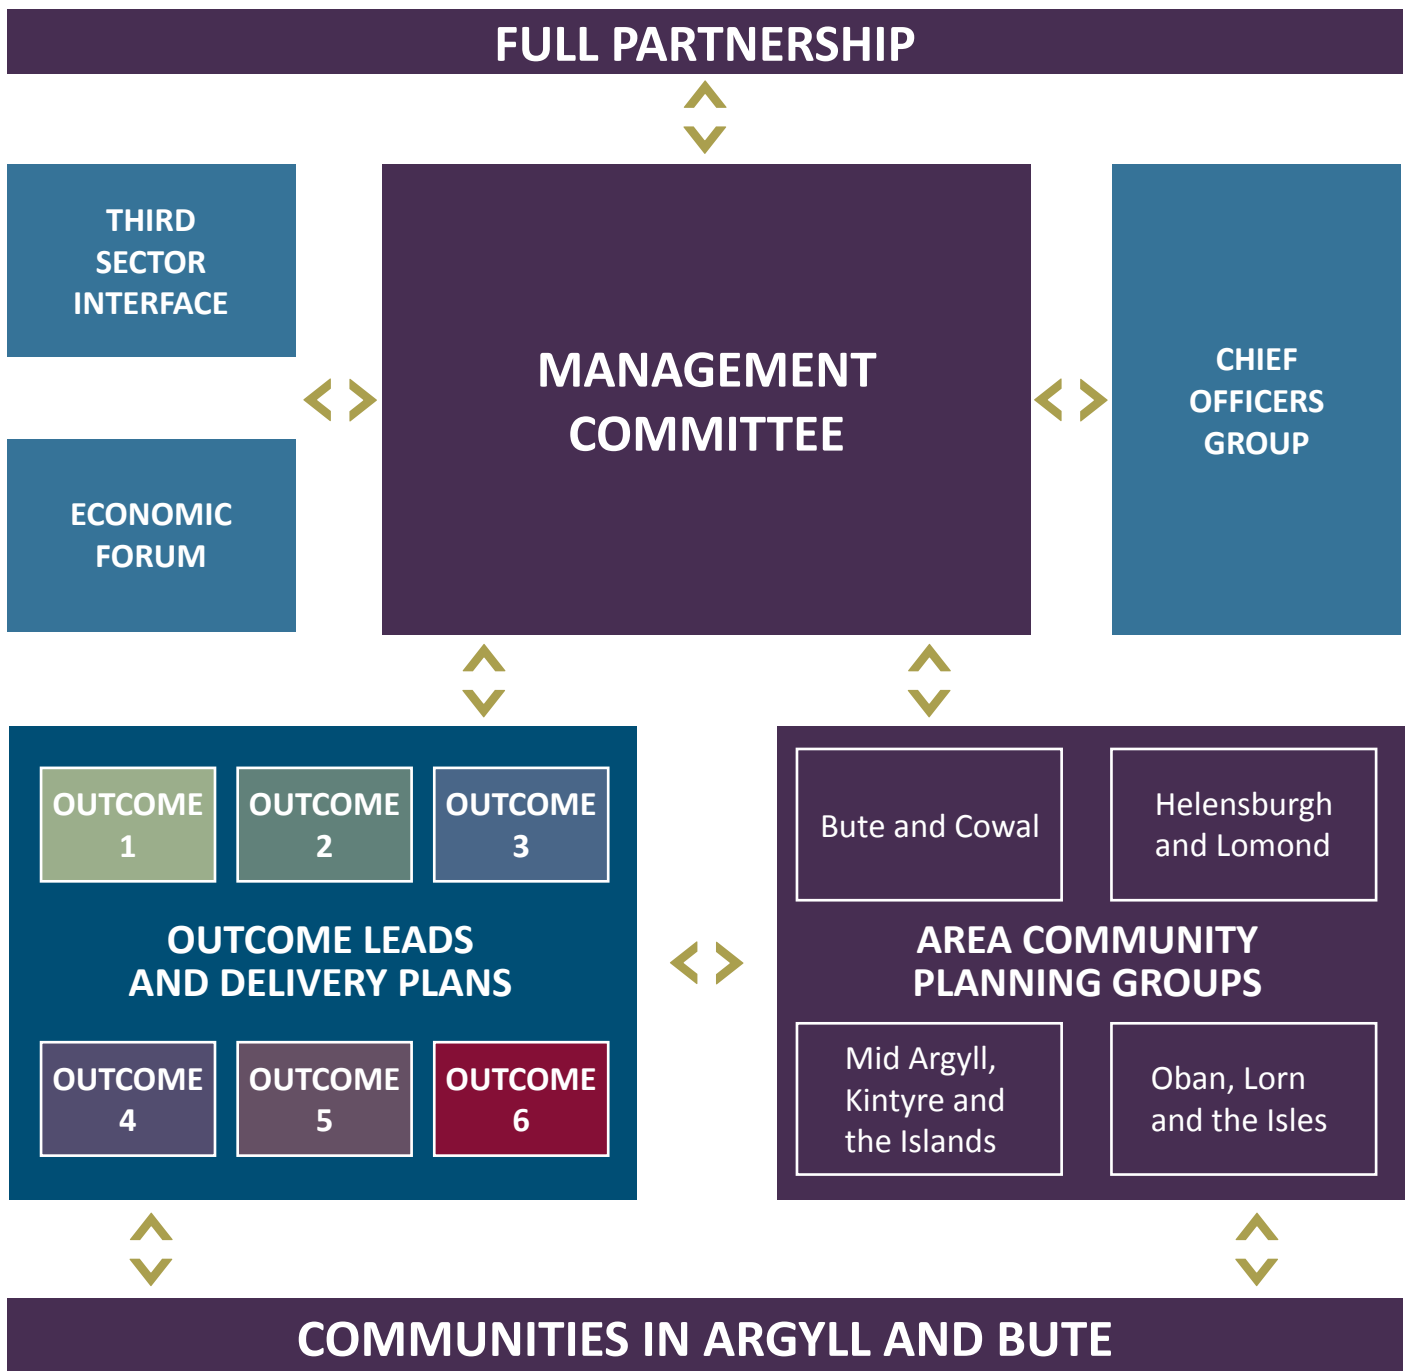 FULL PARTNERSHIP
THIRD
SECTOR
INTERFACE
ECONOMIC
FORUM
MANAGEMENT
COMMITTEE
CHIEF
OFFICERS
GROUP
OUTCOME
1
OUTCOME
2
OUTCOME
3
OUTCOME LEADS
AND DELIVERY PLANS
OUTCOME
4
OUTCOME
5
OUTCOME
6
Bute and Cowal
Helensburgh
and Lomond
AREA COMMUNITY
PLANNING GROUPS
Mid Argyll,
Kintyre and
the Islands
Oban, Lorn
and the Isles
COMMUNITIES IN ARGYLL AND BUTE